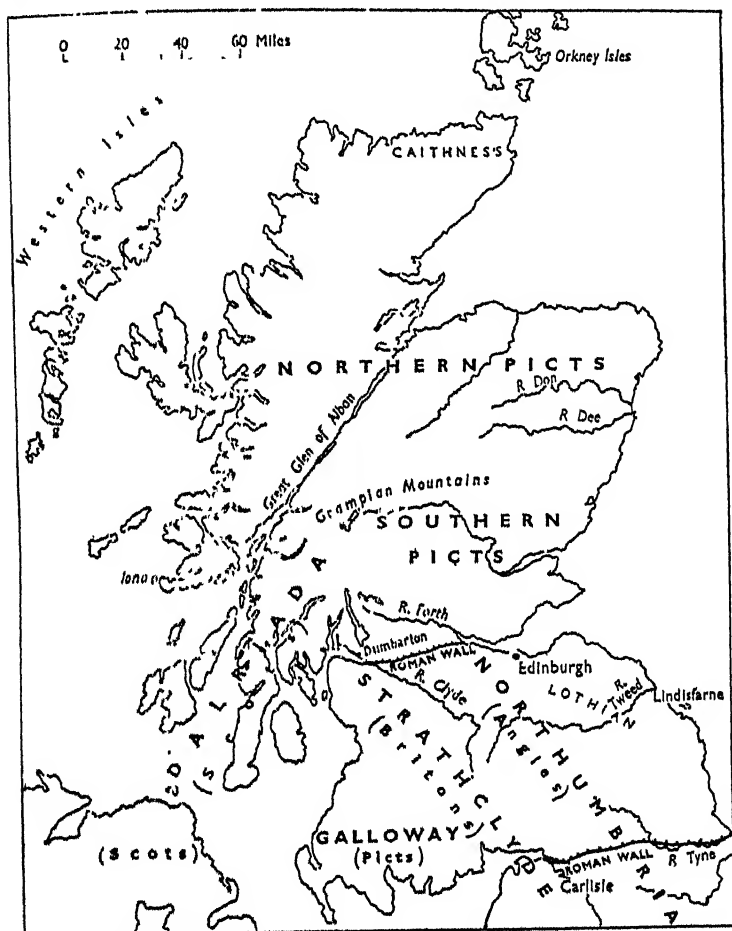 0 20 40 60 Miles
Orkney Isles
Western Isles
CAITHNES'S
NORTHERN PICTS
R. Don
R Dee
Great Glen of Alban
Grampian Mountains
SOUTHERN
PICTS
Iona
DALRIADA
R. Forth
Dumbarton
ROMAN WALL
Edinburgh
R. Clyde
LOTHIAN
R. Tweed
Lindisfarne
STRATHCLYDE
(Britons)
NORTHUMBRIA
(Angles)
(Scots)
GALLOWAY
(Picts)
ROMAN WALL
R Tyne
Carlisle